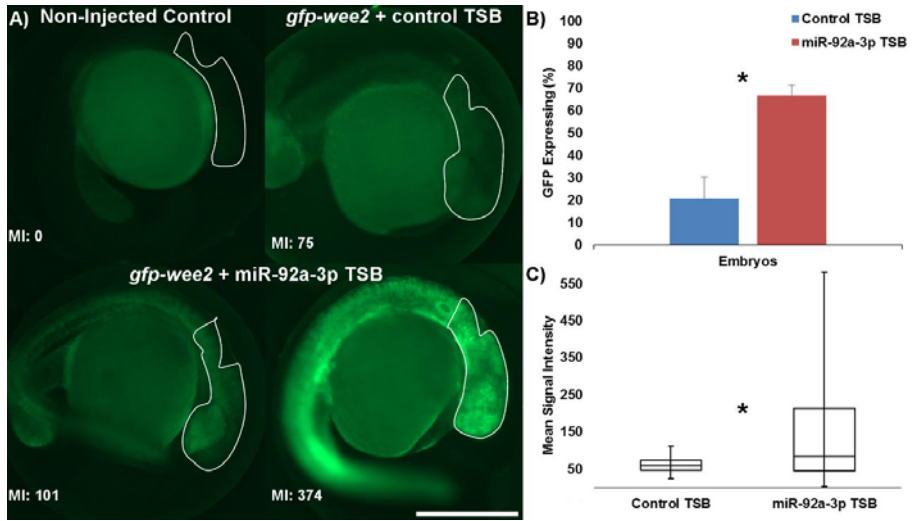 A) Non-Injected Control
gfp-wee2 + control TSB
MI: 0
MI: 75
gfp-wee2 + miR-92a-3p TSB
MI: 101
MI: 374
B)
100
90
80
70
60
50
40
30
20
10
0
GFP Expressing (%)
Control TSB
miR-92a-3p TSB
*
Embryos
C)
550
450
350
250
150
50
Mean Signal Intensity
*
Control TSB
miR-92a-3p TSB